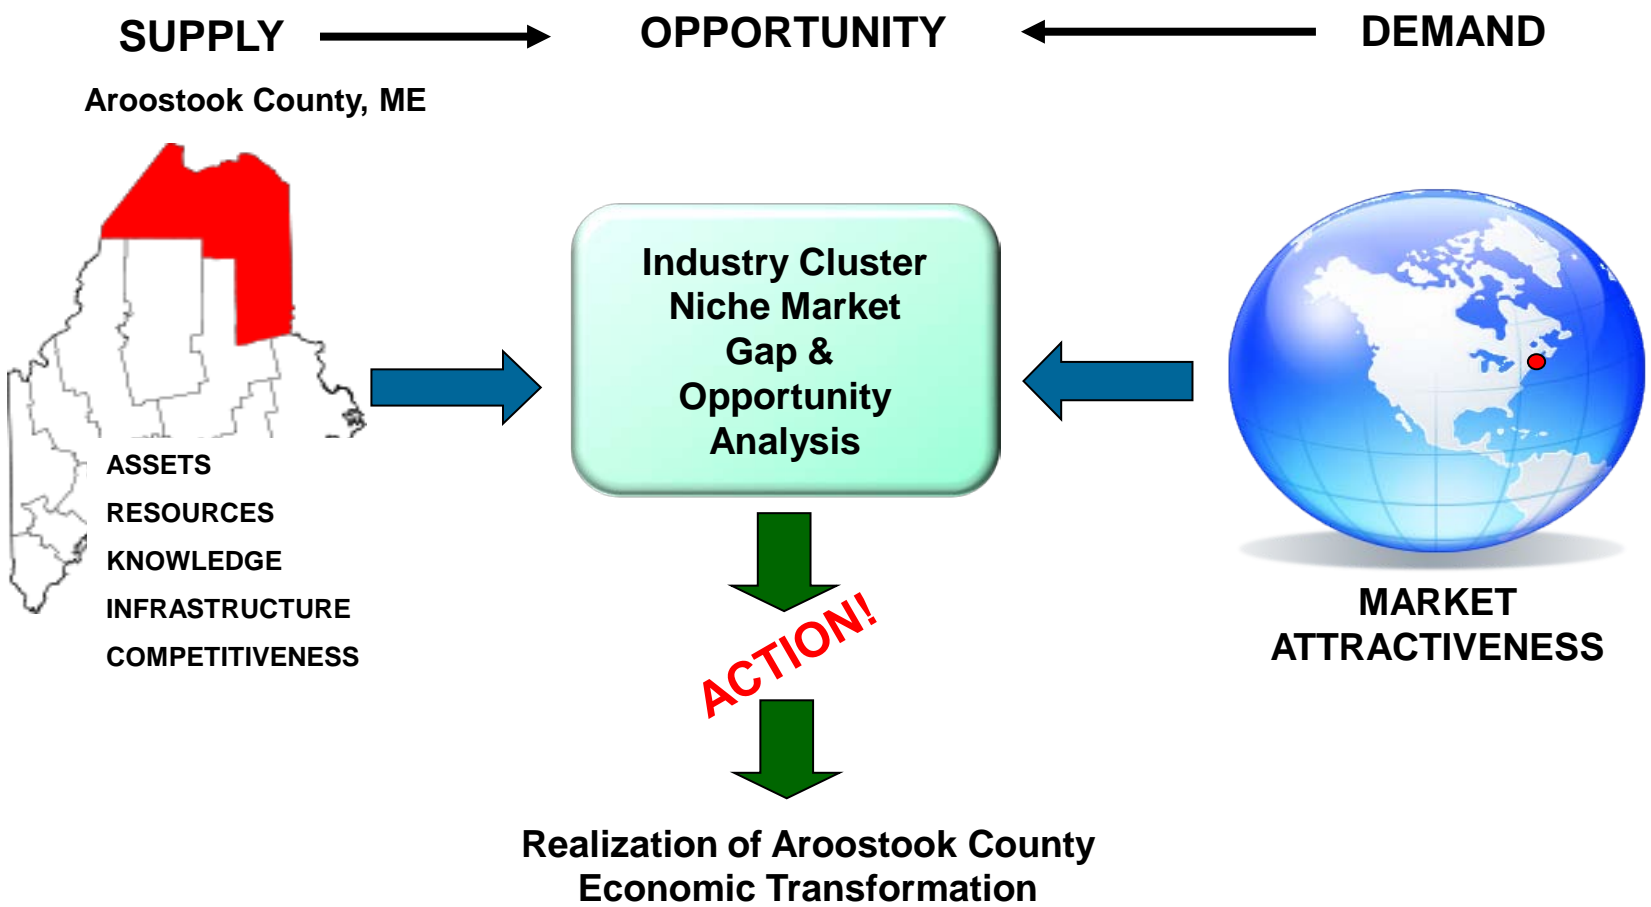 SUPPLY
OPPORTUNITY
DEMAND
Aroostook County, ME
Industry Cluster
Niche Market
Gap &
Opportunity
Analysis
ASSETS
RESOURCES
KNOWLEDGE
INFRASTRUCTURE
COMPETITIVENESS
MARKET
ATTRACTIVENESS
ACTION!
Realization of Aroostook County
Economic Transformation